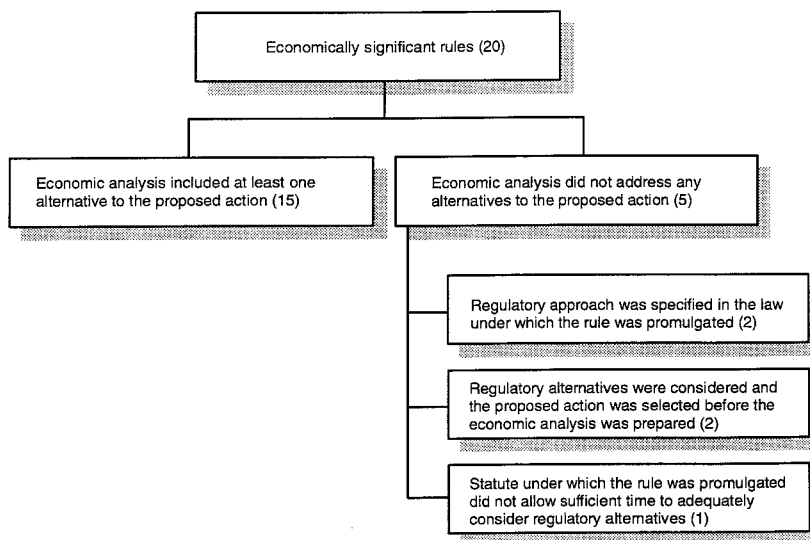 Economically significant rules (20)
Economic analysis included at least one
alternative to the proposed action (15)
Economic analysis did not address any
alternatives to the proposed action (5)
Regulatory approach was specified in the law
under which the rule was promulgated (2)
Regulatory alternatives were considered and
the proposed action was selected before the
economic analysis was prepared (2)
Statute under which the rule was promulgated
did not allow sufficient time to adequately
consider regulatory alternatives (1)